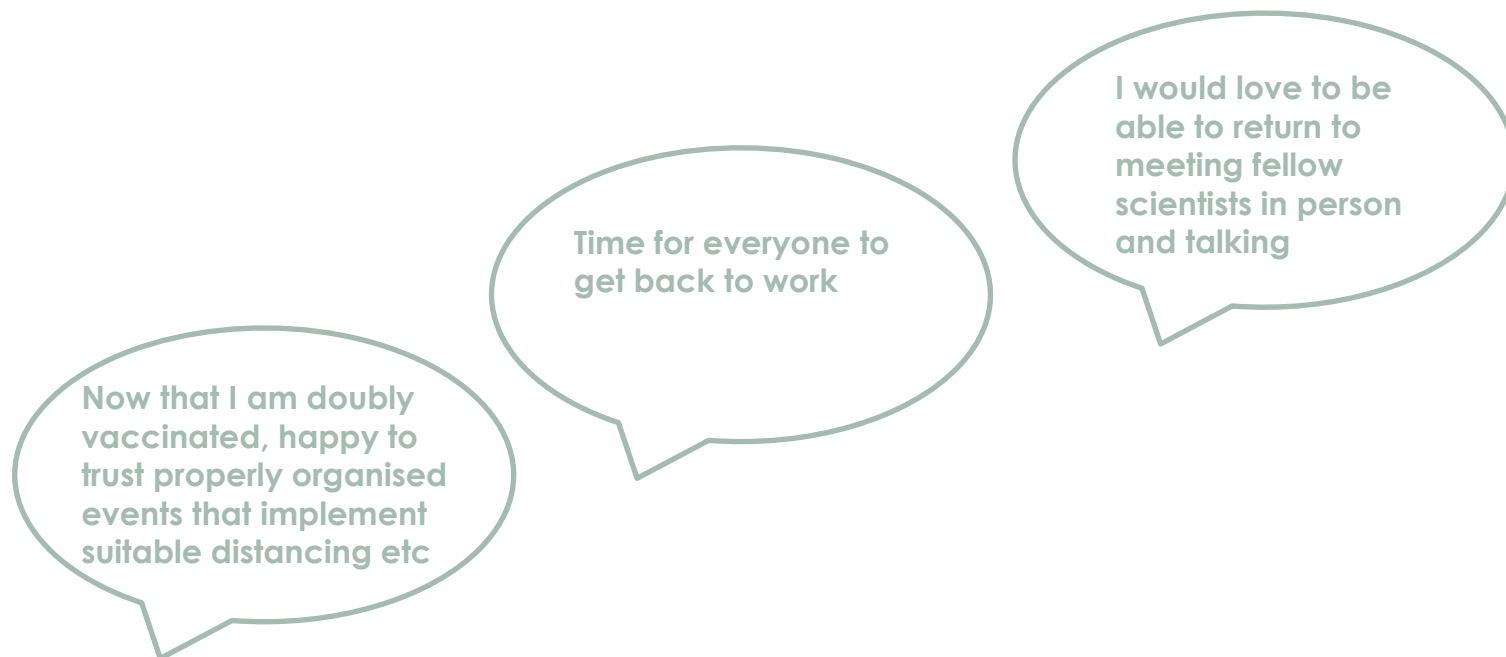 I would love to be
able to return to
meeting fellow
scientists in person
and talking
Time for everyone to
get back to work
Now that I am doubly
vaccinated, happy to
trust properly organised
events that implement
suitable distancing etc